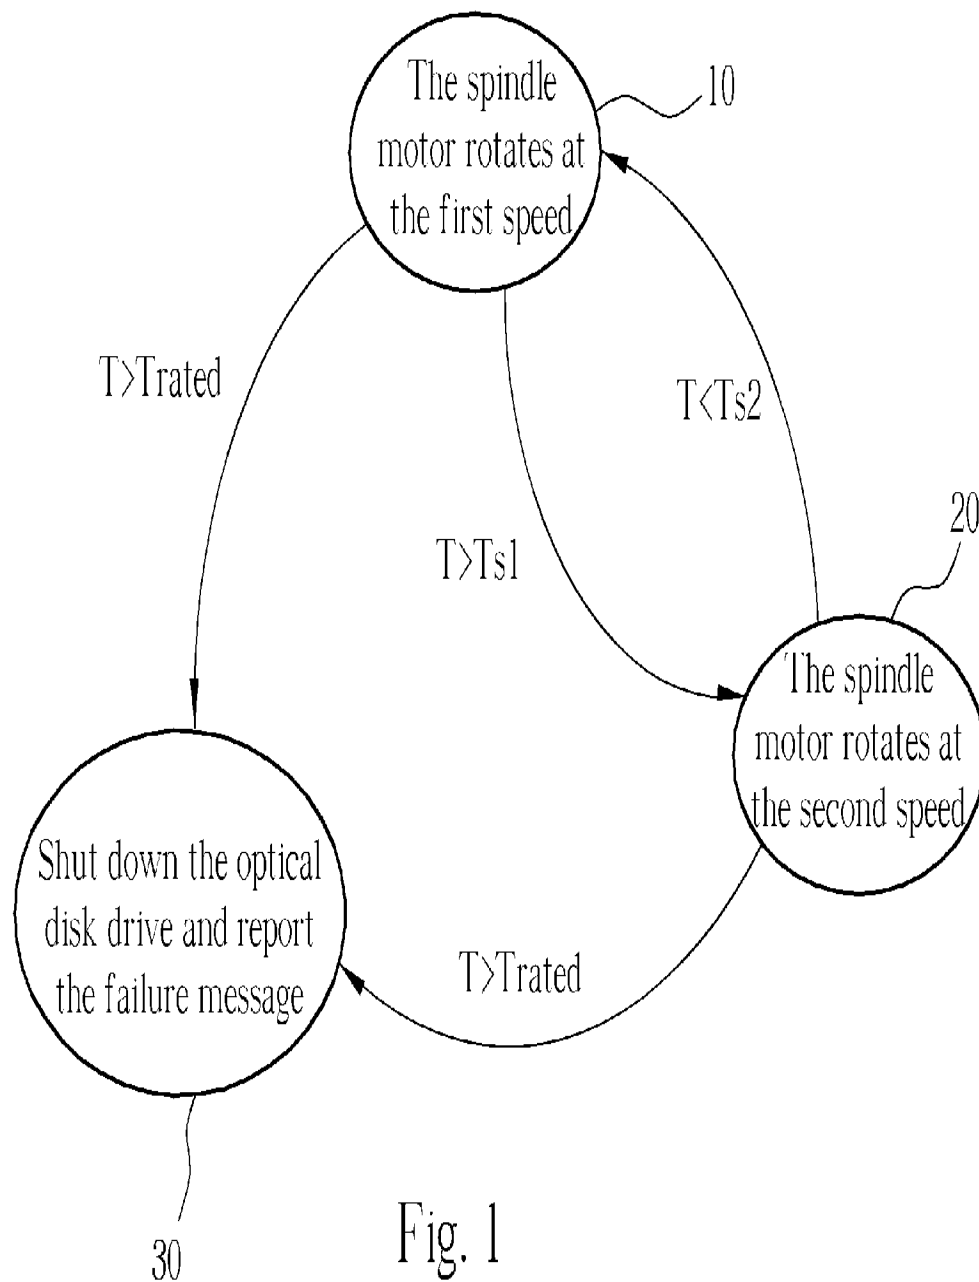 The spindle
motor rotates at
the first speed
10
T>Trated
T<Ts2
T>Ts1
20
The spindle
motor rotates at
the second speed
Shut down the optical
disk drive and report
the failure message
T>Trated
30
Fig. 1